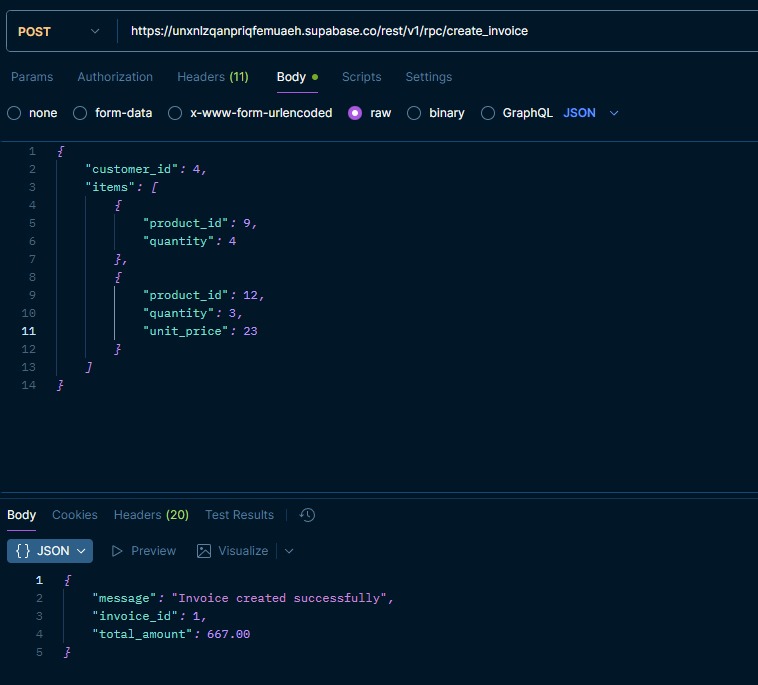 POST https://unxnlzqanpriqfemuaeh.supabase.co/rest/v1/rpc/create_invoice
Params Authorization Headers (11) Body Scripts Settings
none form-data x-www-form-urlencoded raw binary GraphQL JSON
1 {
2 "customer_id": 4,
3 "items": [
4 {
5 "product_id": 9,
6 "quantity": 4
7 },
8 {
9 "product_id": 12,
10 "quantity": 3,
11 "unit_price": 23
12 }
13 ]
14 }
Body Cookies Headers (20) Test Results
{} JSON Preview Visualize
1 {
2 "message": "Invoice created successfully",
3 "invoice_id": 1,
4 "total_amount": 667.00
5 }